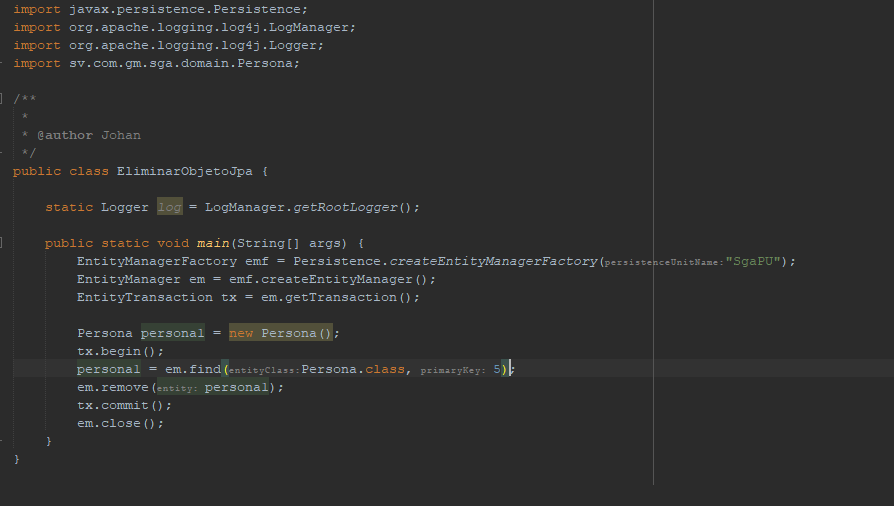 import javax.persistence.Persistence;
import org.apache.logging.log4j.LogManager;
import org.apache.logging.log4j.Logger;
import sv.com.gm.sga.domain.Persona;
/**
*
* @author Johan
*/
public class EliminarObjetoJpa {
static Logger log = LogManager.getRootLogger();
public static void main(String[] args) {
EntityManagerFactory emf = Persistence.createEntityManagerFactory(persistenceUnitName:"SgaPU");
EntityManager em = emf.createEntityManager();
EntityTransaction tx = em.getTransaction();
Persona personal = new Persona();
tx.begin();
personal = em.find(entityClass:Persona.class, primaryKey: 5);
em.remove(entity: personal);
tx.commit();
em.close();
}
}